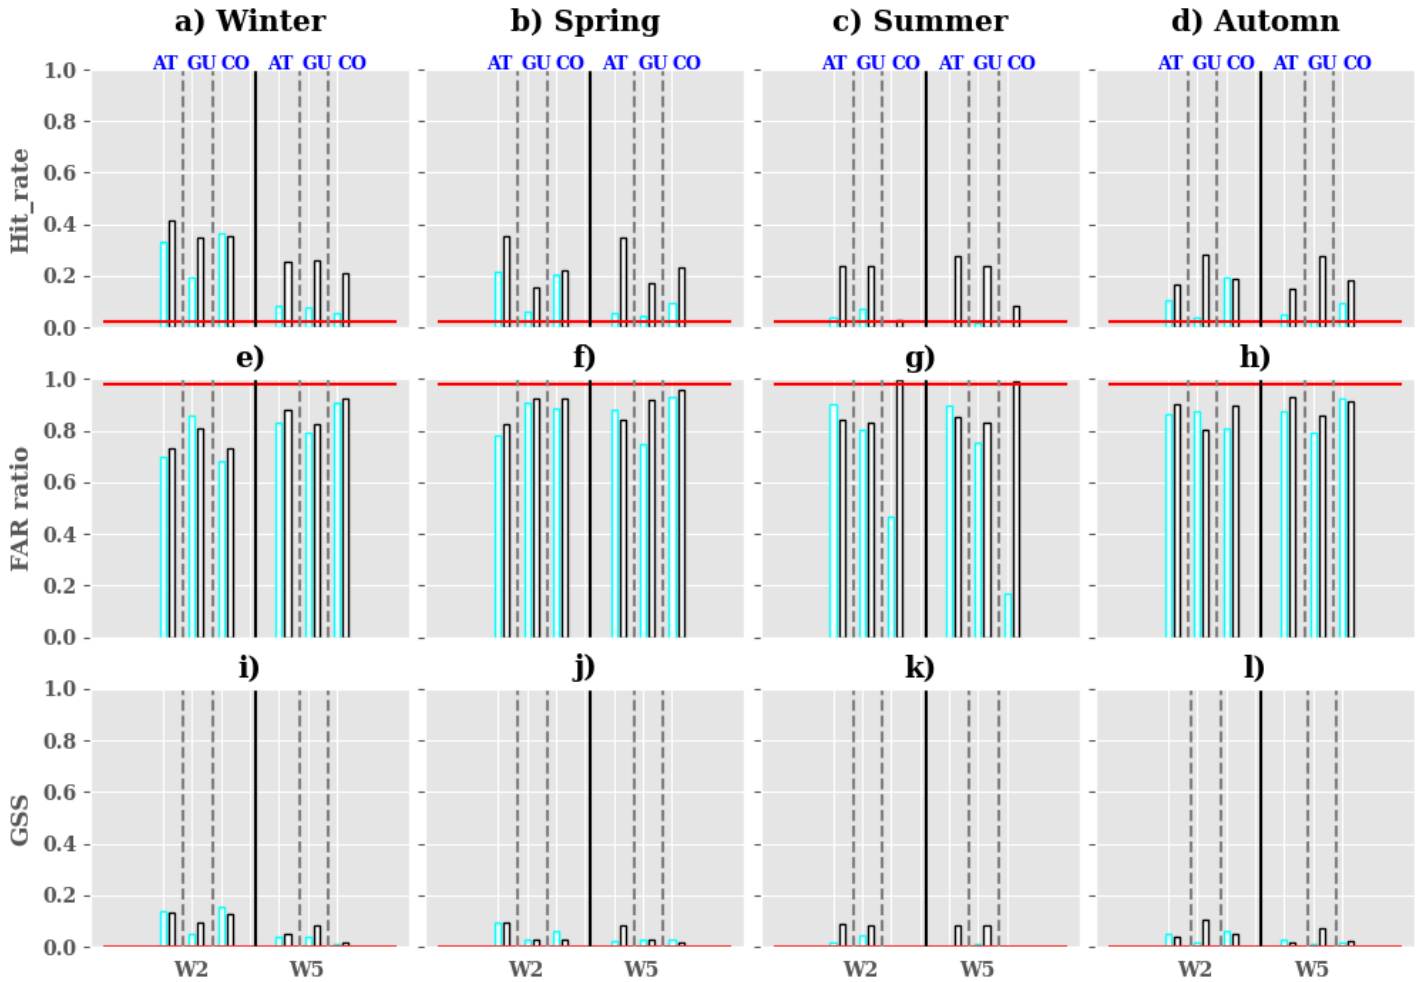 a) Winter b) Spring c) Summer d) Automn
AT GU CO AT GU CO AT GU CO AT GU CO AT GU CO AT GU CO AT GU CO AT GU CO
1.0
0.8
0.6
0.4
0.2
0.0
Hit_rate
e) f) g) h)
1.0
0.8
0.6
0.4
0.2
0.0
FAR ratio
i) j) k) l)
1.0
0.8
0.6
0.4
0.2
0.0
GSS
W2 W5 W2 W5 W2 W5 W2 W5